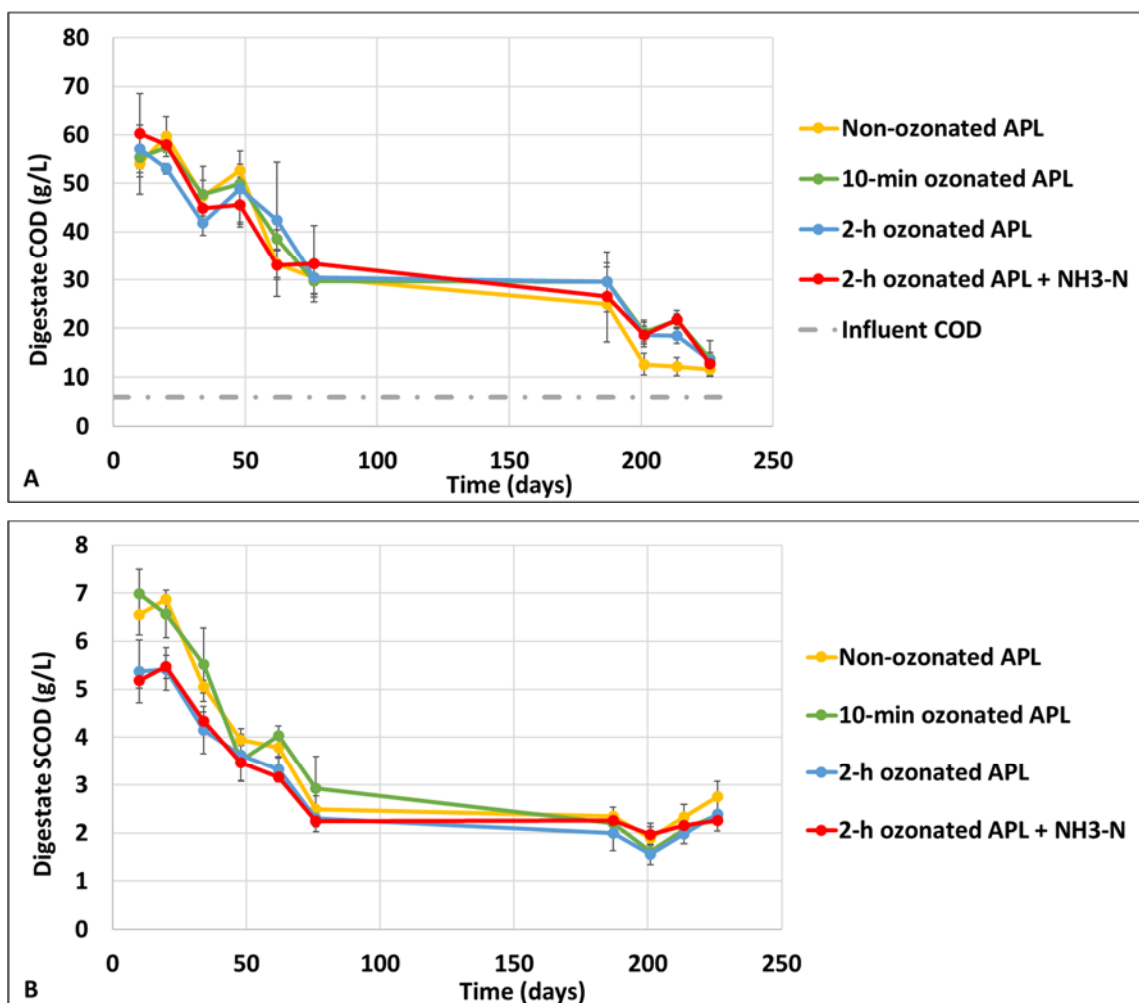 80
70
60
50
40
30
20
10
0
Digestate COD (g/L)
0 50 100 150 200 250
Time (days)
A
Non-ozonated APL
10-min ozonated APL
2-h ozonated APL
2-h ozonated APL + NH3-N
Influent COD
8
7
6
5
4
3
2
1
0
Digestate SCOD (g/L)
0 50 100 150 200 250
Time (days)
B
Non-ozonated APL
10-min ozonated APL
2-h ozonated APL
2-h ozonated APL + NH3-N